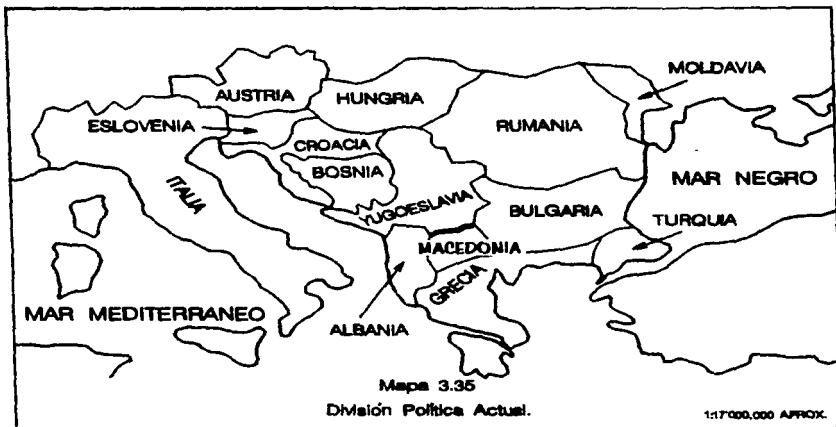 MOLDAVIA
AUSTRIA
HUNGRIA
ESLOVENIA
RUMANIA
CROACIA
BOSNIA
MAR NEGRO
ITALIA
YUGOESLAVIA
BULGARIA
TURQUIA
MACEDONIA
GRECIA
MAR MEDITERRANEO
ALBANIA
Mapa 3.35
División Política Actual.
1:17'000,000 APROX.